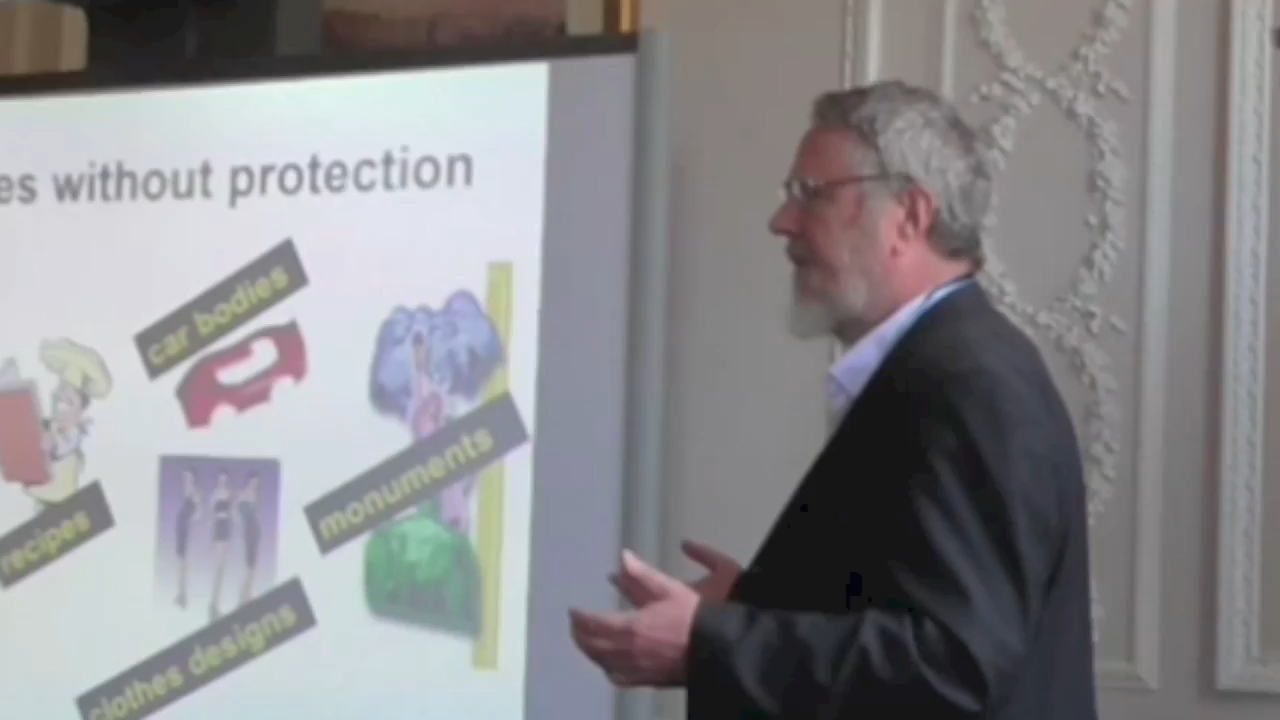 es without protection
car bodies
monuments
recipes
clothes designs